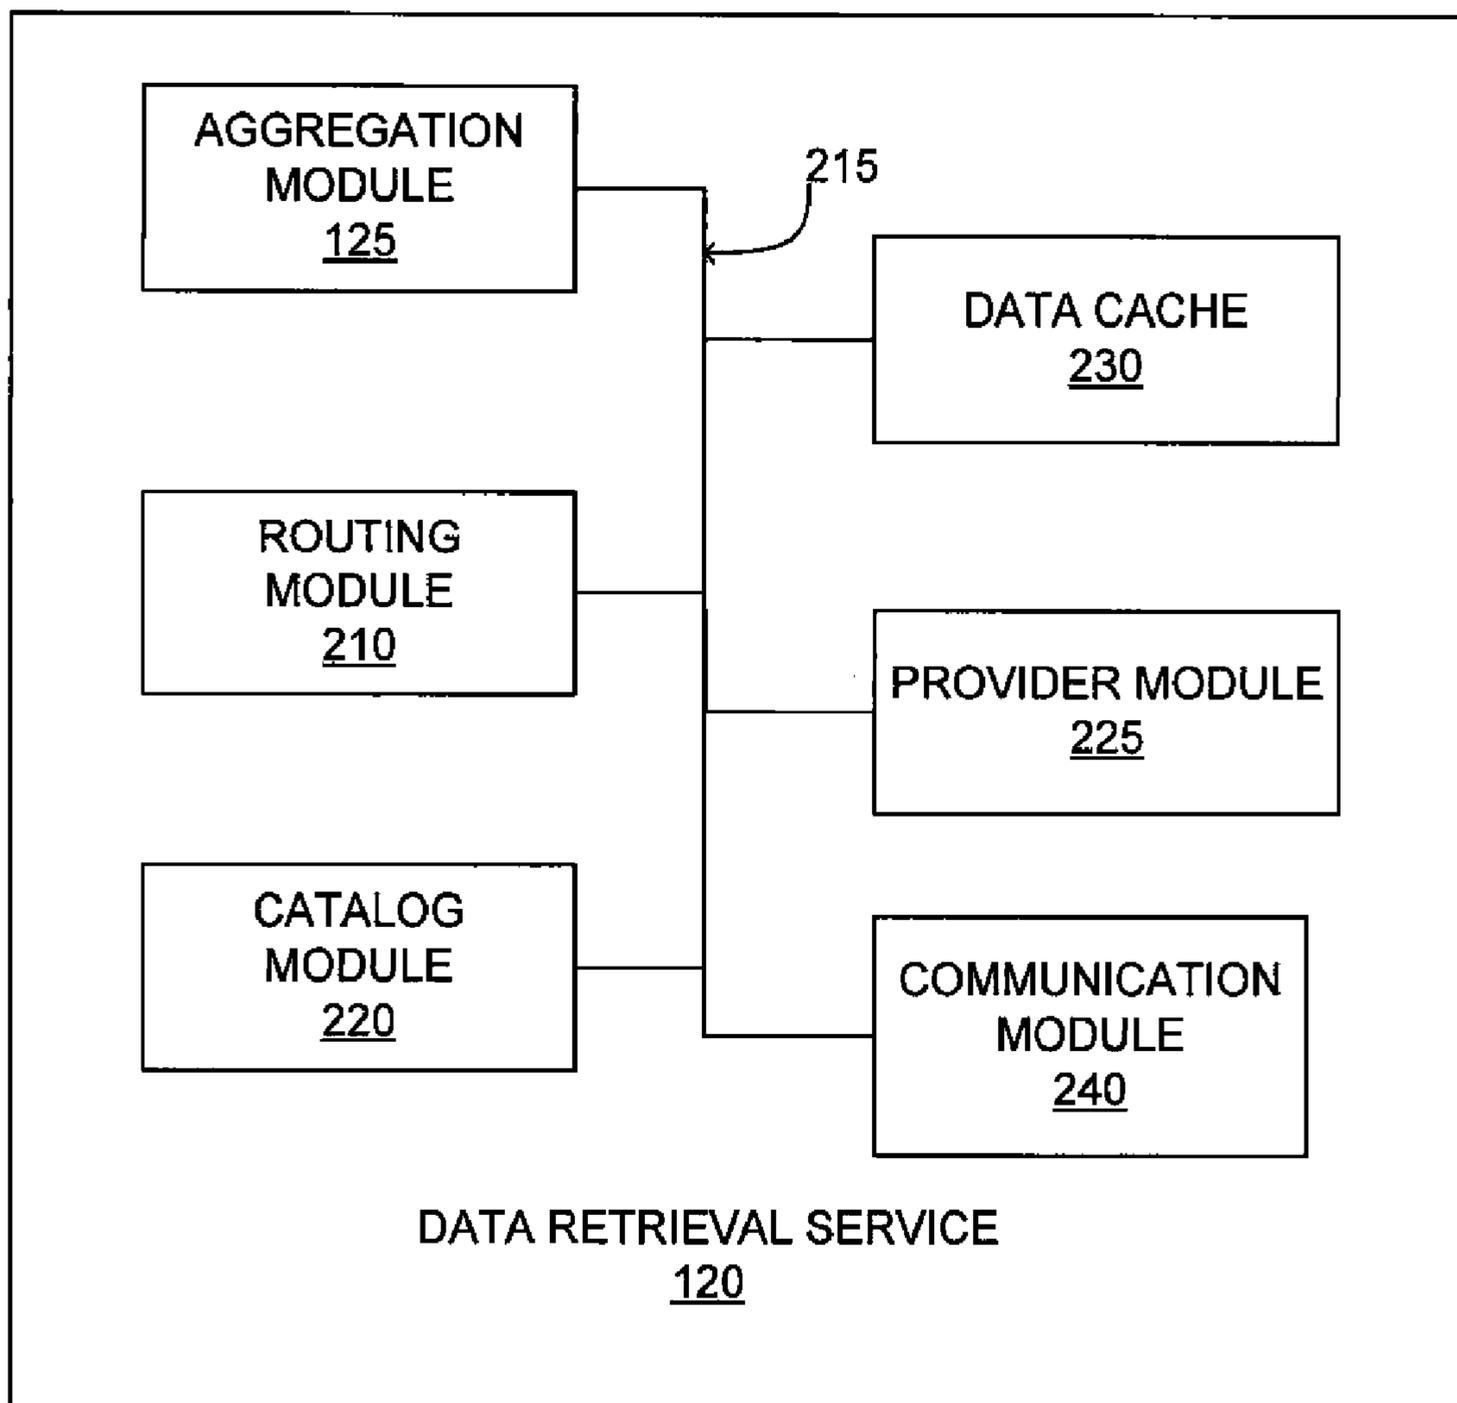 AGGREGATION
MODULE
125
215
DATA CACHE
230
ROUTING
MODULE
210
PROVIDER MODULE
225
CATALOG
MODULE
220
COMMUNICATION
MODULE
240
DATA RETRIEVAL SERVICE
120